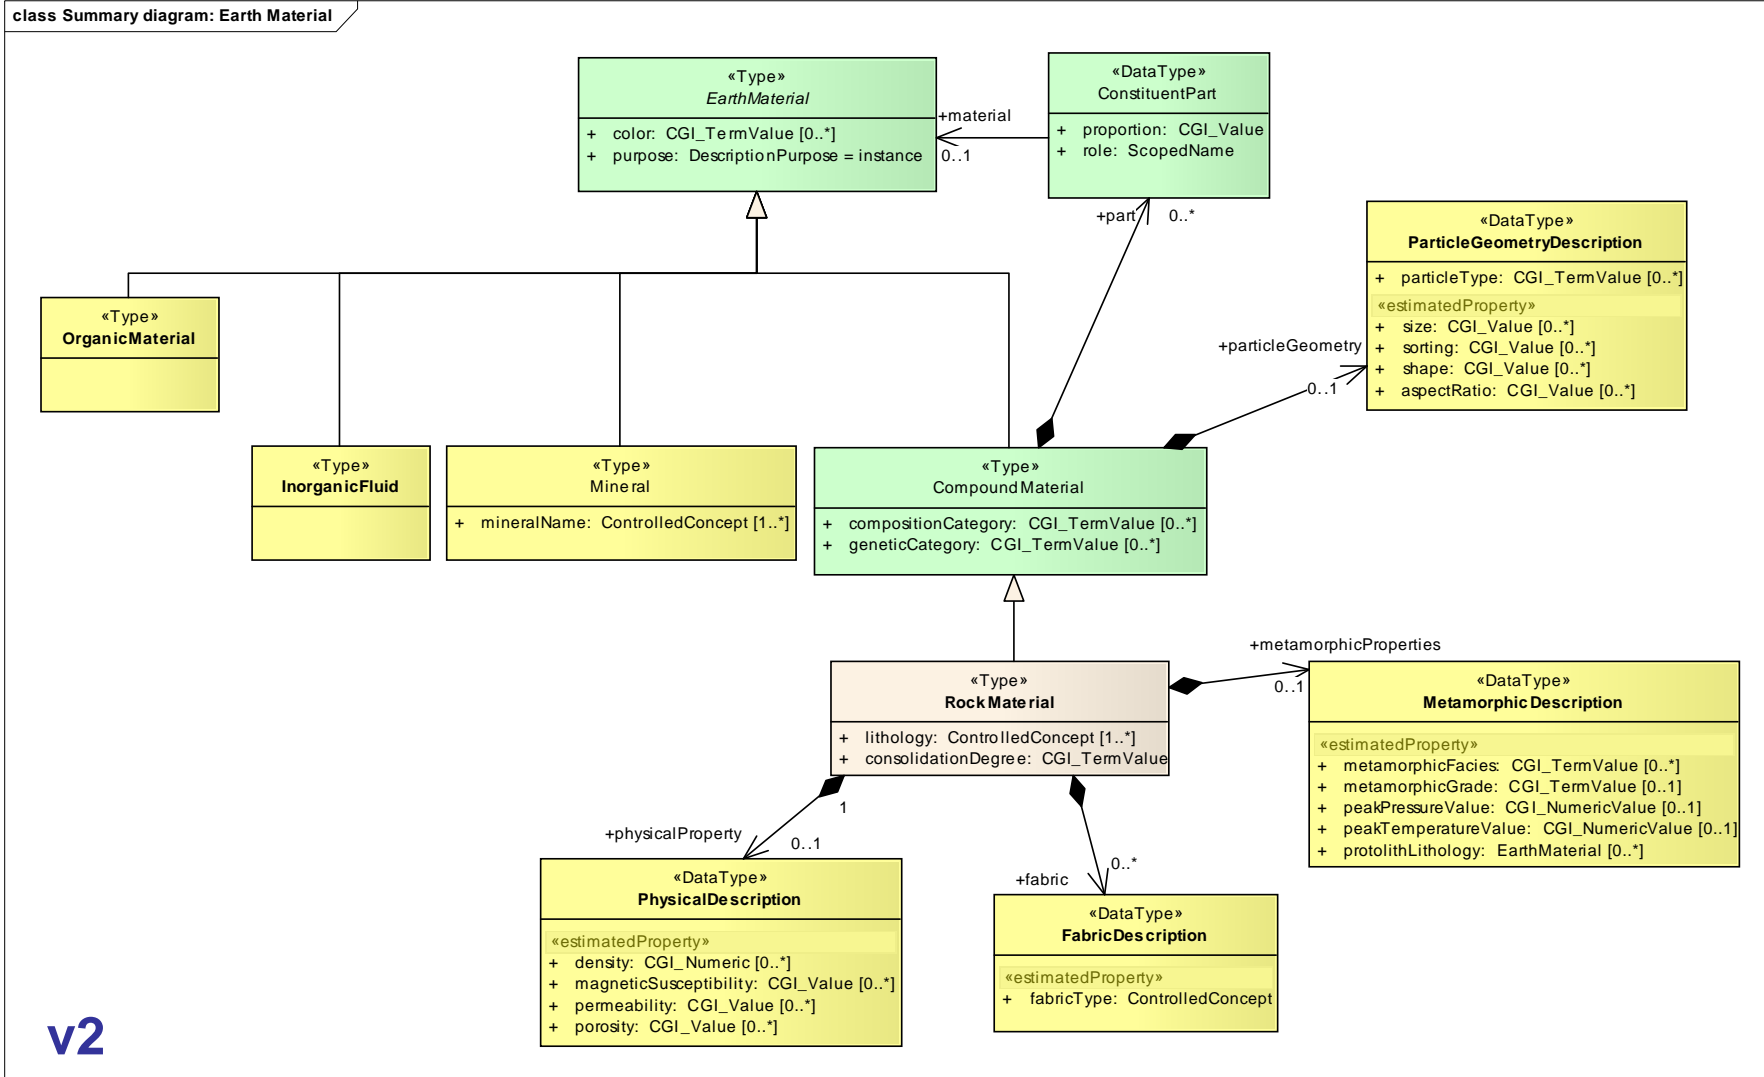 class Summary diagram: Earth Material
«Type»
EarthMaterial
+ color: CGI_TermValue [0..*]
+ purpose: DescriptionPurpose = instance
+material
0..1
«DataType»
ConstituentPart
+ proportion: CGI_Value
+ role: ScopedName
+part
0..*
«DataType»
ParticleGeometryDescription
+ particleType: CGI_TermValue [0..*]
«estimatedProperty»
+ size: CGI_Value [0..*]
+ sorting: CGI_Value [0..*]
+ shape: CGI_Value [0..*]
+ aspectRatio: CGI_Value [0..*]
+particleGeometry
0..1
«Type»
OrganicMaterial
«Type»
InorganicFluid
«Type»
Mineral
+ mineralName: ControlledConcept [1..*]
«Type»
CompoundMaterial
+ compositionCategory: CGI_TermValue [0..*]
+ geneticCategory: CGI_TermValue [0..*]
«Type»
RockMaterial
+ lithology: ControlledConcept [1..*]
+ consolidationDegree: CGI_TermValue
+metamorphicProperties
0..1
«DataType»
MetamorphicDescription
«estimatedProperty»
+ metamorphicFacies: CGI_TermValue [0..*]
+ metamorphicGrade: CGI_TermValue [0..1]
+ peakPressureValue: CGI_NumericValue [0..1]
+ peakTemperatureValue: CGI_NumericValue [0..1]
+ protolithLithology: EarthMaterial [0..*]
1
+physicalProperty
0..1
«DataType»
PhysicalDescription
«estimatedProperty»
+ density: CGI_Numeric [0..*]
+ magneticSusceptibility: CGI_Value [0..*]
+ permeability: CGI_Value [0..*]
+ porosity: CGI_Value [0..*]
0..*
+fabric
«DataType»
FabricDescription
«estimatedProperty»
+ fabricType: ControlledConcept
v2